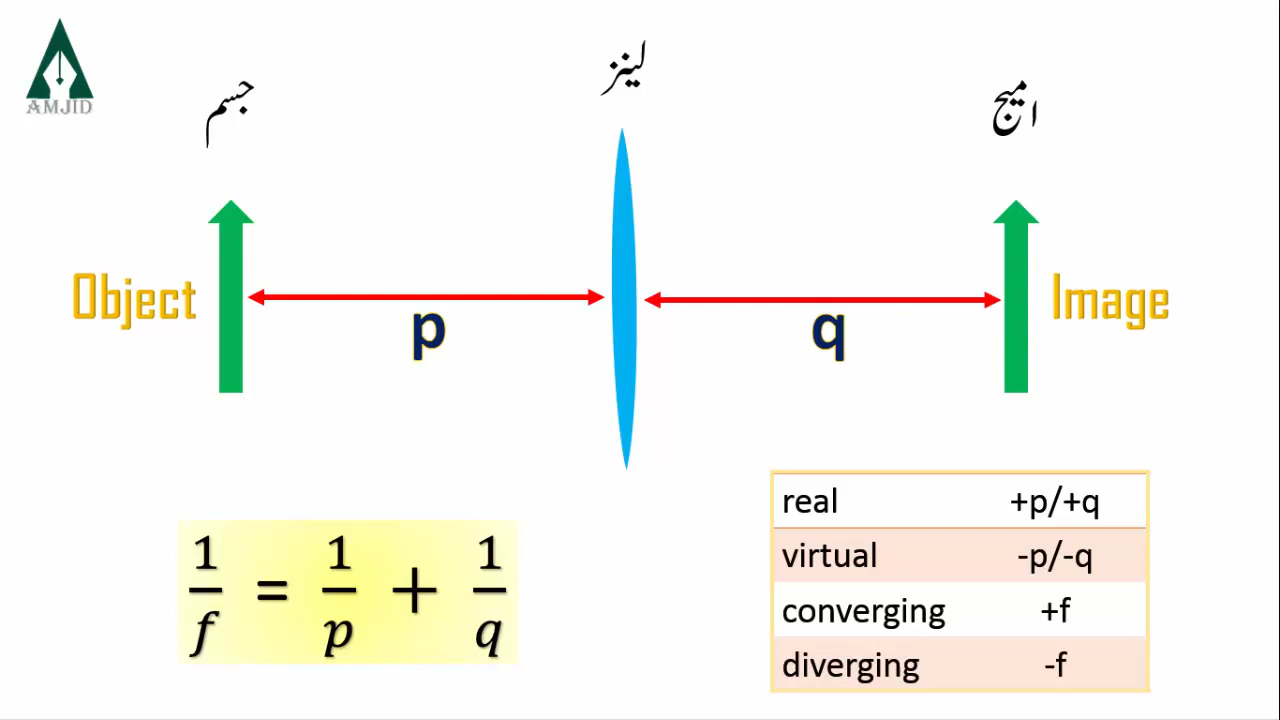 AMJID
جسم
لینز
امیج
Object
p
q
Image
1/f = 1/p + 1/q
real +p/+q
virtual -p/-q
converging +f
diverging -f